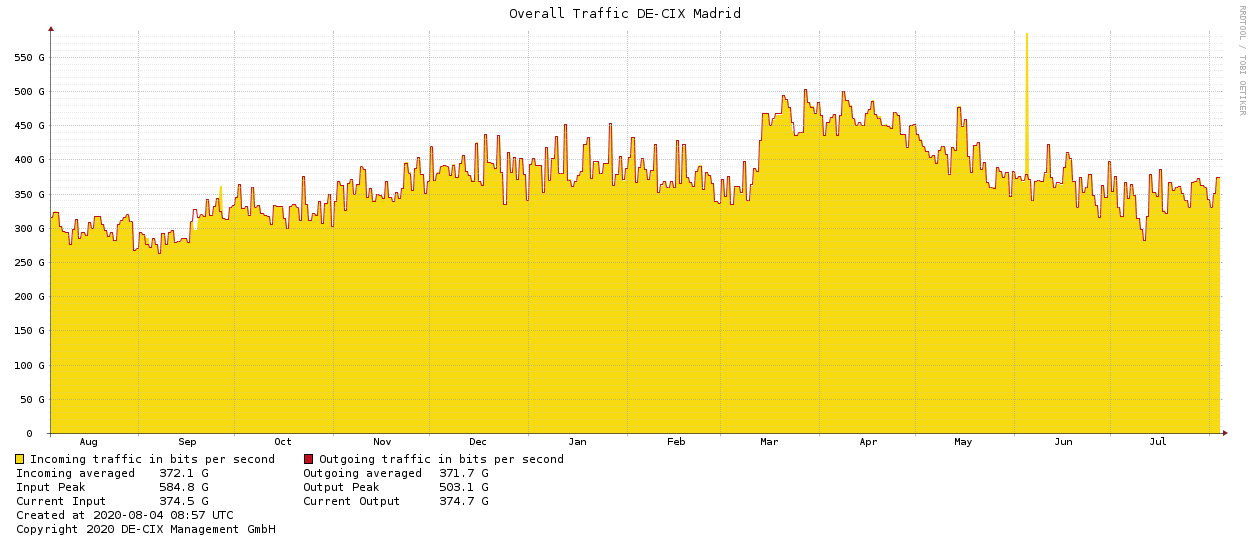 Overall Traffic DE-CIX Madrid
RRDTOOL / TOBI OETIKER
550 G
500 G
450 G
400 G
350 G
300 G
250 G
200 G
150 G
100 G
50 G
0
Aug Sep Oct Nov Dec Jan Feb Mar Apr May Jun Jul
Incoming traffic in bits per second Outgoing traffic in bits per second
Incoming averaged 372.1 G Outgoing averaged 371.7 G
Input Peak 584.8 G Output Peak 503.1 G
Current Input 374.5 G Current Output 374.7 G
Created at 2020-08-04 08:57 UTC
Copyright 2020 DE-CIX Management GmbH